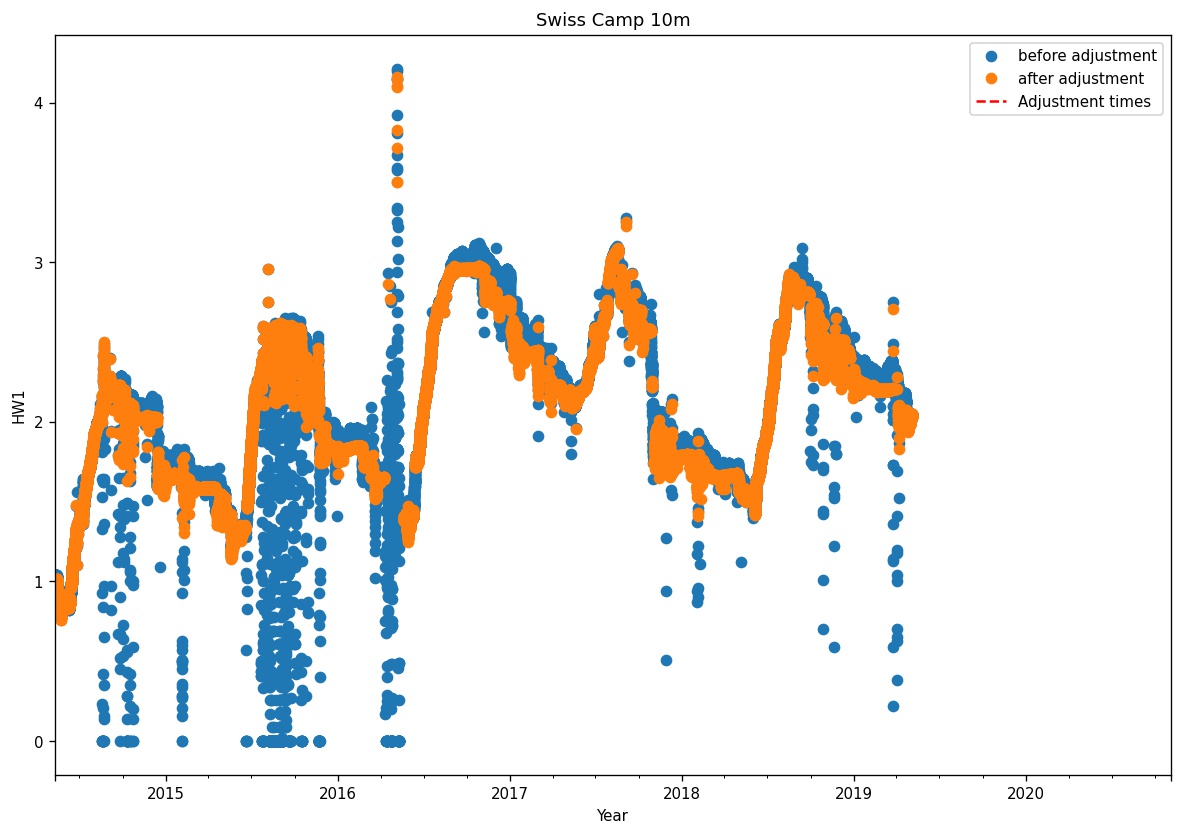 Swiss Camp 10m
before adjustment
after adjustment
Adjustment times
HW1
4
3
2
1
0
2015 2016 2017 2018 2019 2020
Year